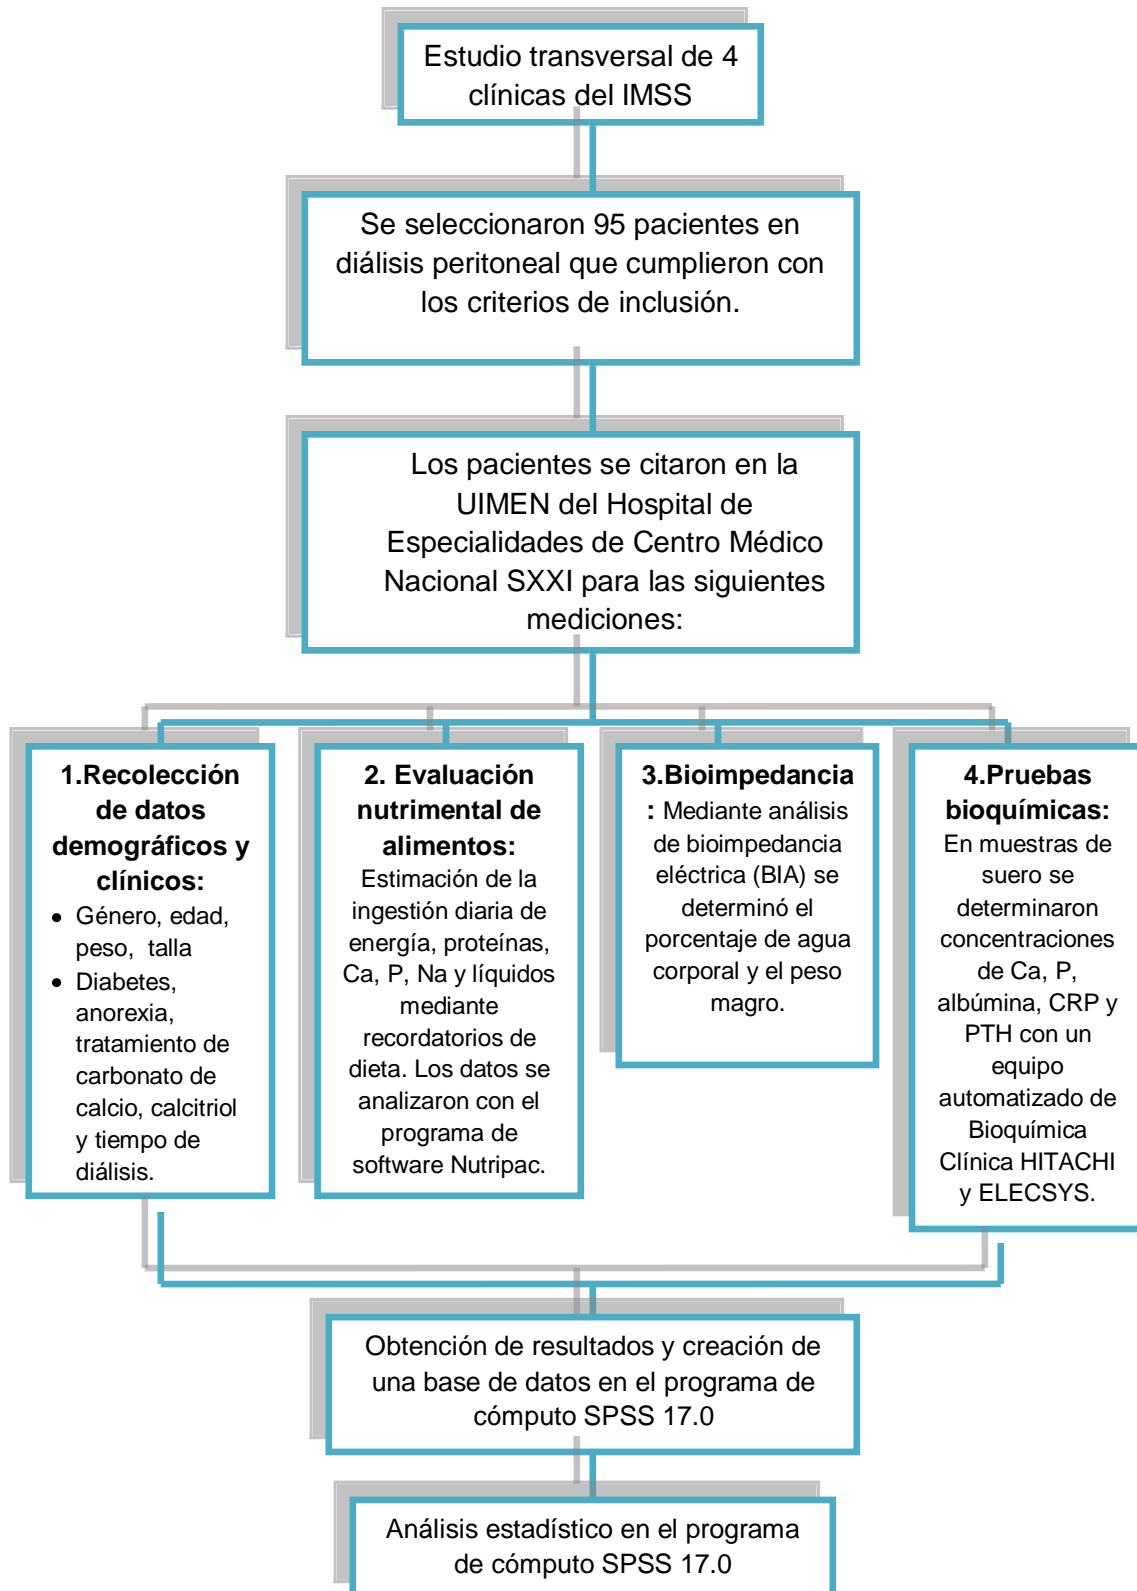 Estudio transversal de 4
clínicas del IMSS
Se seleccionaron 95 pacientes en
diálisis peritoneal que cumplieron con
los criterios de inclusión.
Los pacientes se citaron en la
UIMEN del Hospital de
Especialidades de Centro Médico
Nacional SXXI para las siguientes
mediciones:
1.Recolección
de datos
demográficos y
clínicos:
• Género, edad,
peso, talla
• Diabetes,
anorexia,
tratamiento de
carbonato de
calcio, calcitriol
y tiempo de
diálisis.
2. Evaluación
nutrimental de
alimentos:
Estimación de la
ingestión diaria de
energía, proteínas,
Ca, P, Na y líquidos
mediante
recordatorios de
dieta. Los datos se
analizaron con el
programa de
software Nutripac.
3.Bioimpedancia
: Mediante análisis
de bioimpedancia
eléctrica (BIA) se
determinó el
porcentaje de agua
corporal y el peso
magro.
4.Pruebas
bioquímicas:
En muestras de
suero se
determinaron
concentraciones
de Ca, P,
albúmina, CRP y
PTH con un
equipo
automatizado de
Bioquímica
Clínica HITACHI
y ELECSYS.
Obtención de resultados y creación de
una base de datos en el programa de
cómputo SPSS 17.0
Análisis estadístico en el programa
de cómputo SPSS 17.0